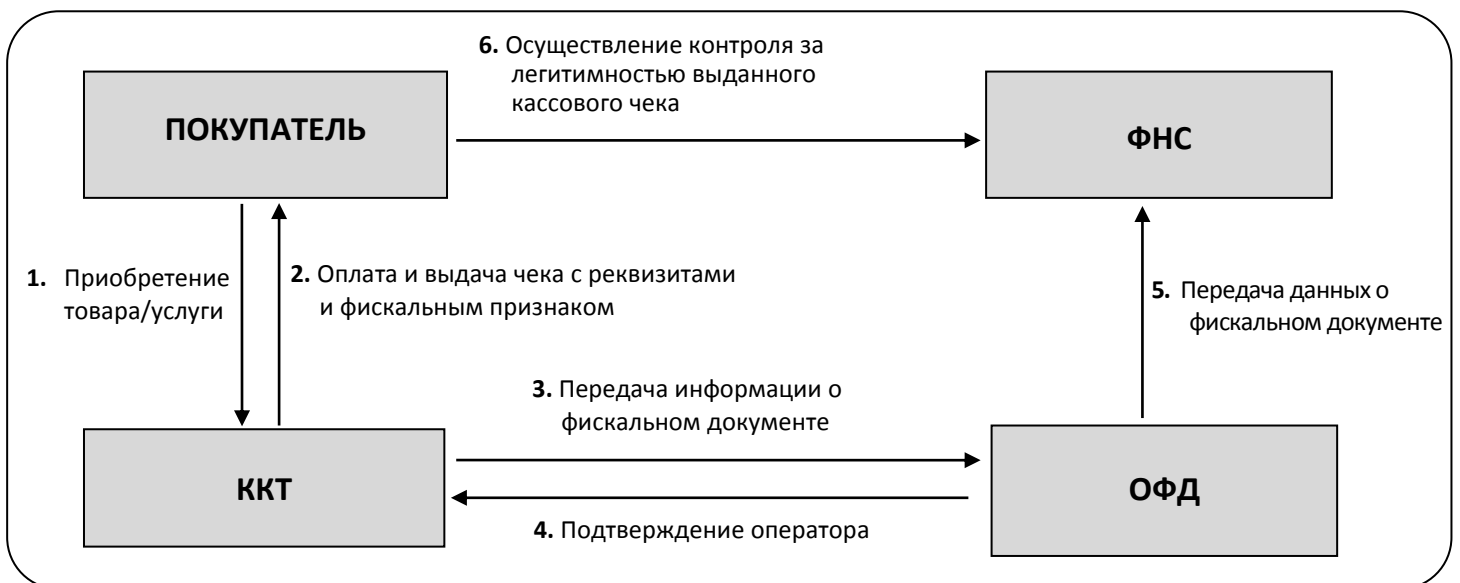 6. Осуществление контроля за
легитимностью выданного
кассового чека
ПОКУПАТЕЛЬ
ФНС
1. Приобретение
товара/услуги
2. Оплата и выдача чека с реквизитами
и фискальным признаком
5. Передача данных о
фискальном документе
3. Передача информации о
фискальном документе
ККТ
ОФД
4. Подтверждение оператора